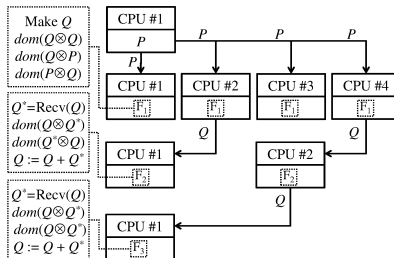 Make Q
dom(Q⊗Q)
dom(Q⊗P)
dom(P⊗Q)
CPU #1
P
P
P
P
P
CPU #1
F1
CPU #2
F1
CPU #3
F1
CPU #4
F1
Q*=Recv(Q)
dom(Q⊗Q*)
dom(Q*⊗Q)
Q := Q + Q*
Q
Q
CPU #1
F2
CPU #2
F2
Q*=Recv(Q)
dom(Q⊗Q*)
dom(Q⊗Q*)
Q := Q + Q*
Q
CPU #1
F3